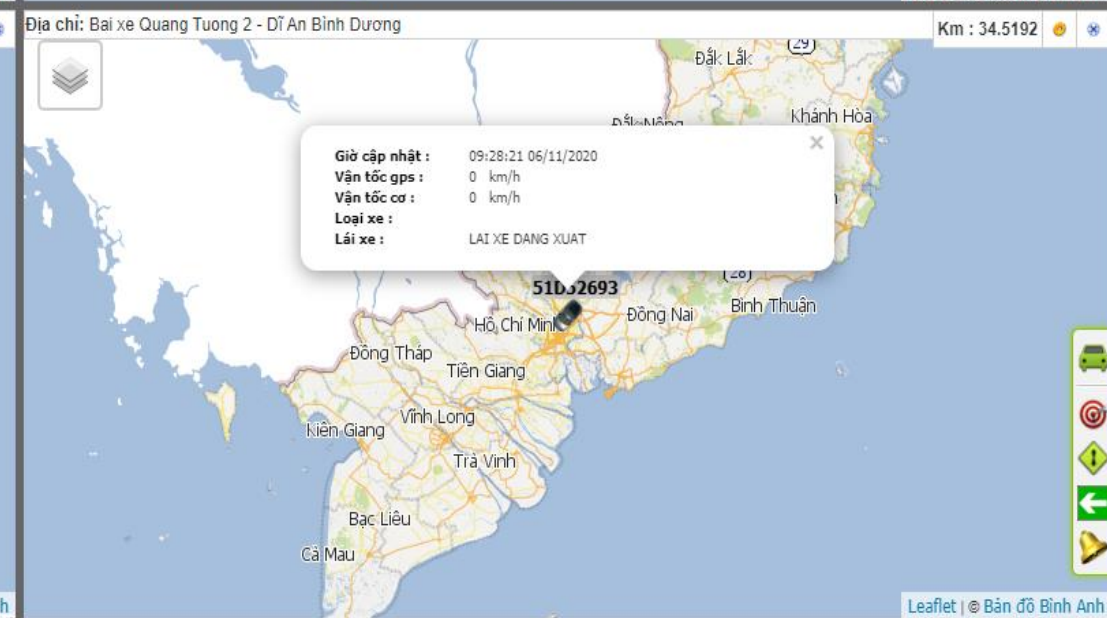 Địa chỉ: Bai xe Quang Tuong 2 - Dĩ An Bình Dương
Km : 34.5192
29
Đắk Lắk
Khánh Hòa
Giờ cập nhật : 09:28:21 06/11/2020
Vận tốc gps : 0 km/h
Vận tốc cơ : 0 km/h
Loại xe :
Lái xe : LAI XE DANG XUAT
×
28
Bình Thuận
Đồng Nai
Hồ Chí Minh
Đồng Tháp
Tiền Giang
Vĩnh Long
Kiên Giang
Trà Vinh
Bạc Liêu
Cà Mau
h
Leaflet | © Bản đồ Bình Anh